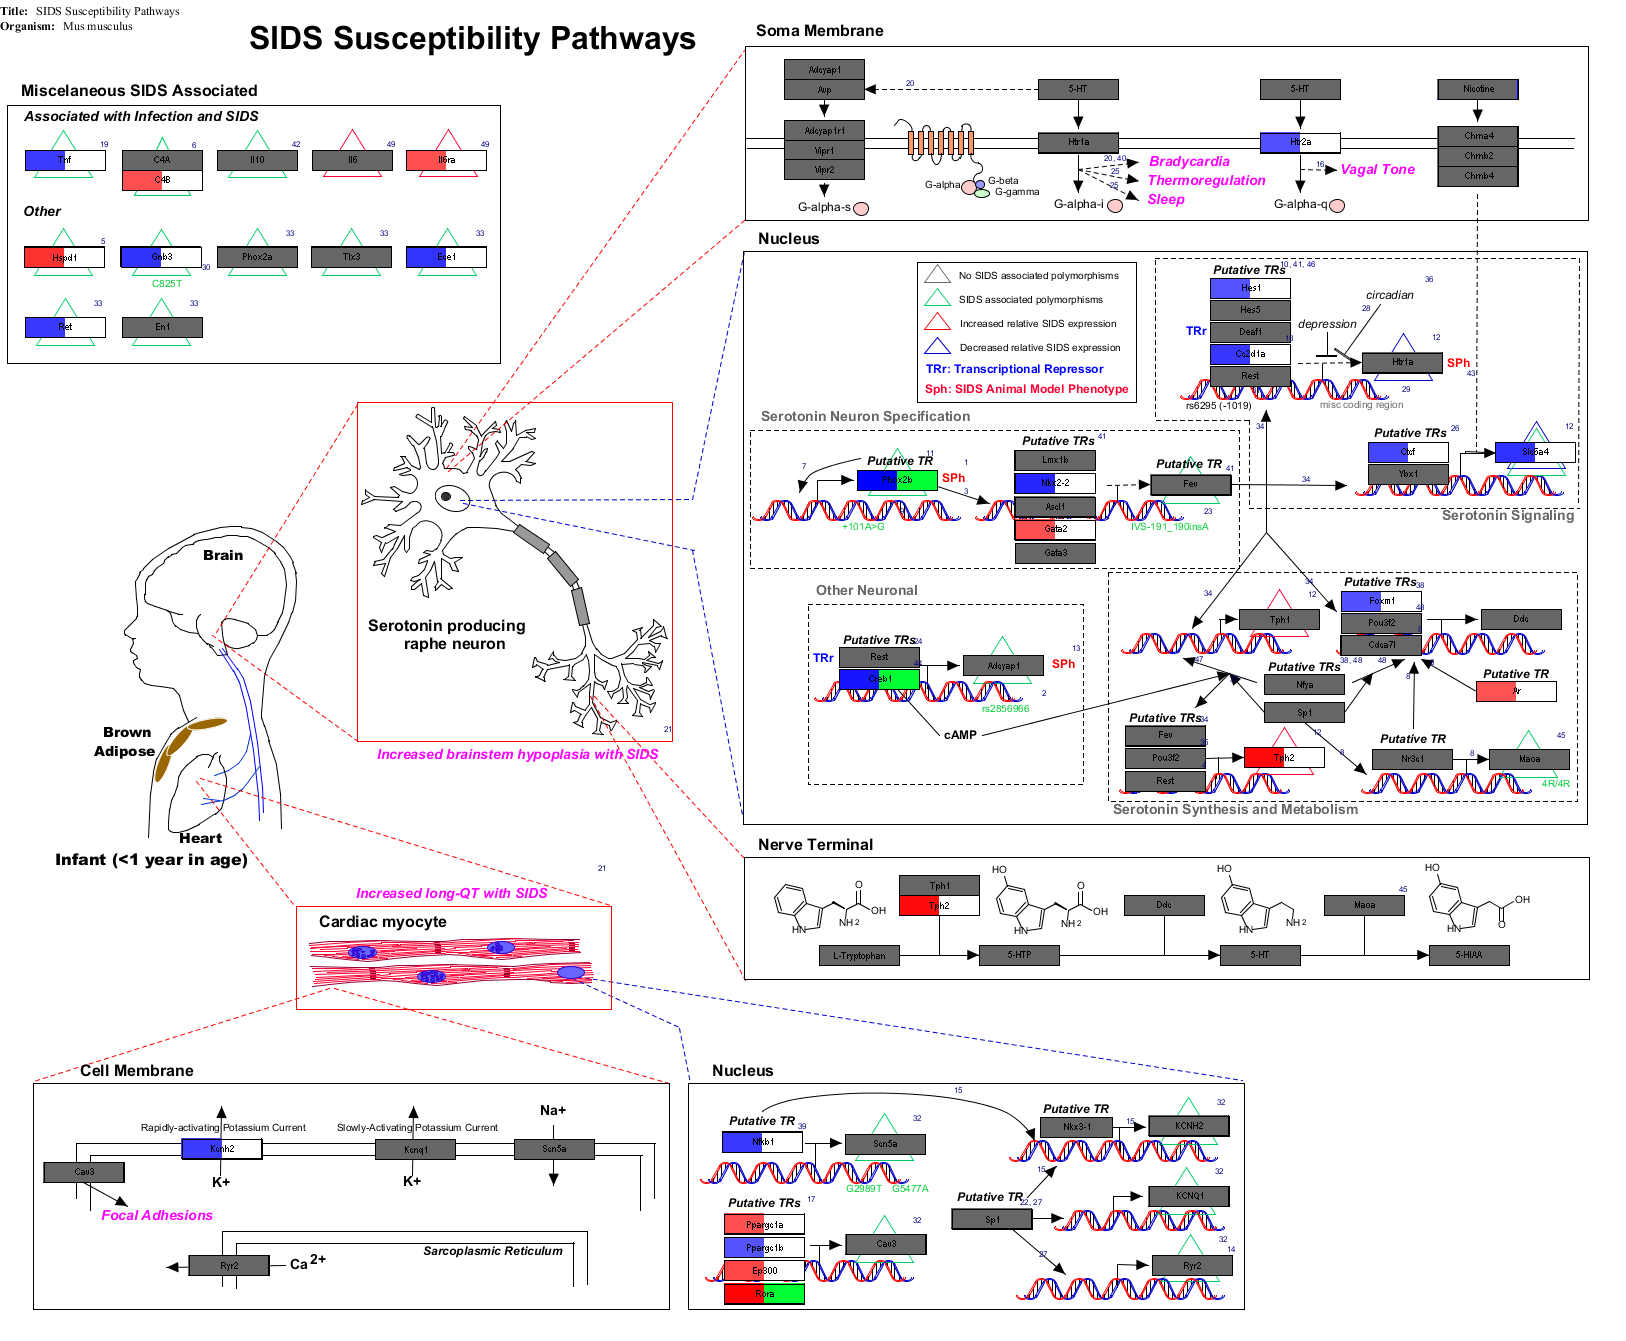 Title: SIDS Susceptibility Pathways
Organism: Mus musculus
SIDS Susceptibility Pathways
Miscelaneous SIDS Associated
Associated with Infection and SIDS
Tnf 19
C4A 6
C4B
Il10 42
Il6 49
Il6ra 49
Other
Hspd1 5
Gnb3 30
C825T
Phox2a 33
Tlx3 33
Ece1 33
Ret 33
En1 33
Soma Membrane
Adcyap1
Avp
20
5-HT
5-HT
Nicotine
Adcyap1r1
Vipr1
Vipr2
Htr1a
Htr2a
Chrna4
Chrnb2
Chrnb4
G-alpha
G-beta
G-gamma
20, 40
25
25
Bradycardia
Thermoregulation
Sleep
16
Vagal Tone
G-alpha-s
G-alpha-i
G-alpha-q
Nucleus
No SIDS associated polymorphisms
SIDS associated polymorphisms
Increased relative SIDS expression
Decreased relative SIDS expression
TRr: Transcriptional Repressor
Sph: SIDS Animal Model Phenotype
Putative TRs
10, 41, 46
Hes1
Hes5
TRr
Deaf1
Cc2d1a
Rest
36
circadian
28
depression
12
Htr1a
SPh
43
29
rs6295 (-1019)
misc coding region
34
Putative TRs
26
Ctcf
Ybx1
12
Slc6a4
Serotonin Signaling
Serotonin Neuron Specification
7
Putative TR
11
Phox2b
SPh
1
3
+101A>G
Putative TRs
41
Lmx1b
Nkx2-2
Ascl1
Gata2
Gata3
Putative TR
41
Fev
23
IVS-191_190insA
34
Other Neuronal
Putative TRs
24
TRr
Rest
44
Creb1
Adcyap1
SPh
13
2
rs2856966
cAMP
34
34
12
Tph1
47
Putative TRs
38
Foxm1
Pou3f2
48
Cdca7l
Ddc
38, 48
48
Putative TRs
Nfya
Sp1
8
Putative TR
Ar
Putative TRs
34
Fev
Pou3f2
35
Rest
12
Tph2
8
Putative TR
Nr3c1
8
45
Maoa
4R/4R
Serotonin Synthesis and Metabolism
Brain
Brown
Adipose
Heart
Infant (<1 year in age)
Serotonin producing
raphe neuron
21
Increased brainstem hypoplasia with SIDS
21
Increased long-QT with SIDS
Cardiac myocyte
Nerve Terminal
Tph1
Tph2
Ddc
Maoa
45
O
OH
NH2
HN
HO
O
OH
NH2
HN
HO
NH2
HN
HO
OH
O
HN
L-Tryptophan
5-HTP
5-HT
5-HIAA
Cell Membrane
Rapidly-activating Potassium Current
Slowly-Activating Potassium Current
Na+
Kcnh2
Kcnq1
Scn5a
Cav3
K+
K+
Focal Adhesions
Ryr2
Ca2+
Sarcoplasmic Reticulum
Nucleus
15
Putative TR
39
Nfkb1
32
Scn5a
G2989T
G5477A
Putative TRs
17
Ppargc1a
Ppargc1b
Ep300
Rora
32
Cav3
Putative TR
Nkx3-1
15
32
KCNH2
15
Putative TR
22, 27
Sp1
32
KCNQ1
27
32
14
Ryr2